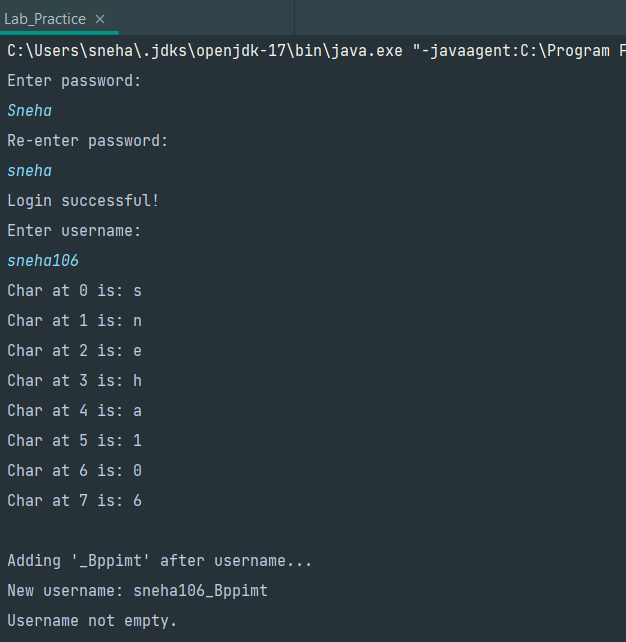 Lab_Practice ×
C:\Users\sneha\.jdks\openjdk-17\bin\java.exe "-javaagent:C:\Program F
Enter password:
Sneha
Re-enter password:
sneha
Login successful!
Enter username:
sneha106
Char at 0 is: s
Char at 1 is: n
Char at 2 is: e
Char at 3 is: h
Char at 4 is: a
Char at 5 is: 1
Char at 6 is: 0
Char at 7 is: 6
Adding '_Bppimt' after username...
New username: sneha106_Bppimt
Username not empty.